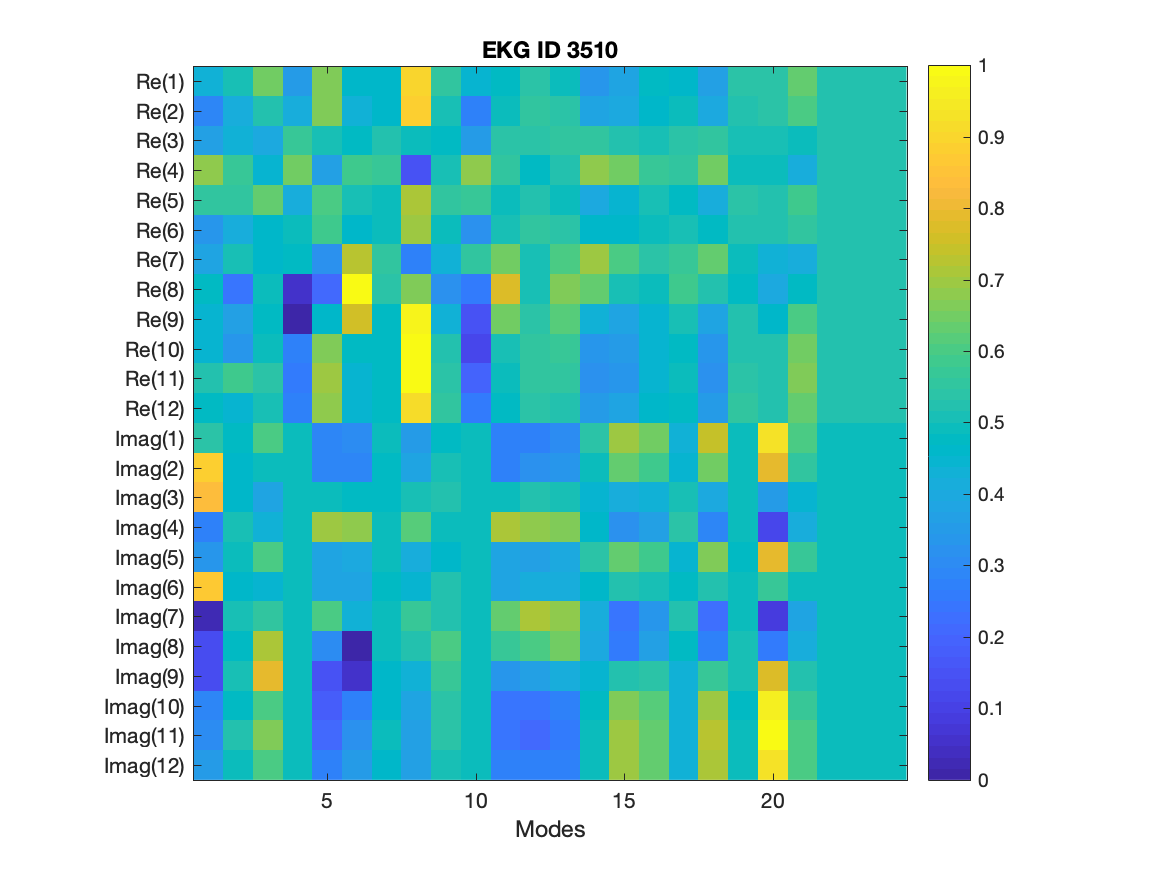 EKG ID 3510
Re(1)
Re(2)
Re(3)
Re(4)
Re(5)
Re(6)
Re(7)
Re(8)
Re(9)
Re(10)
Re(11)
Re(12)
Imag(1)
Imag(2)
Imag(3)
Imag(4)
Imag(5)
Imag(6)
Imag(7)
Imag(8)
Imag(9)
Imag(10)
Imag(11)
Imag(12)
5 10 15 20
Modes
1
0.9
0.8
0.7
0.6
0.5
0.4
0.3
0.2
0.1
0